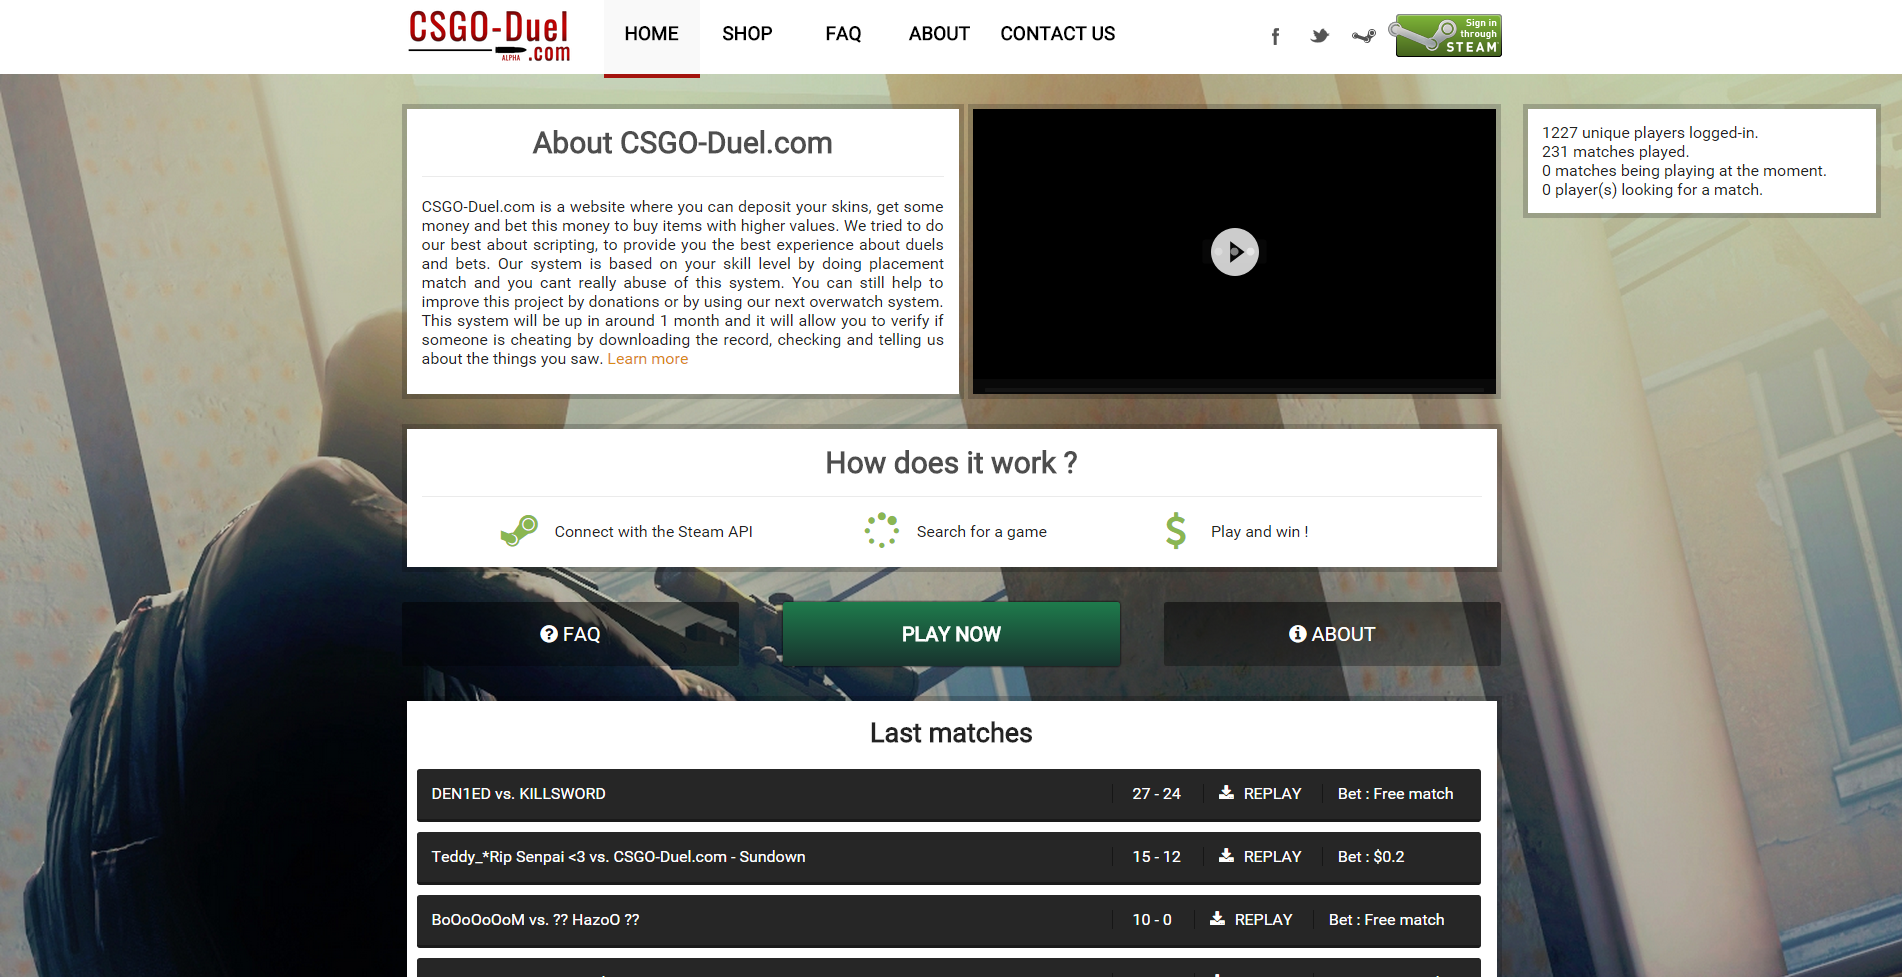 CSGO-Duel
ALPHA .com
HOME
SHOP
FAQ
ABOUT
CONTACT US
Sign in
through
STEAM
About CSGO-Duel.com
CSGO-Duel.com is a website where you can deposit your skins, get some
money and bet this money to buy items with higher values. We tried to do
our best about scripting, to provide you the best experience about duels
and bets. Our system is based on your skill level by doing placement
match and you cant really abuse of this system. You can still help to
improve this project by donations or by using our next overwatch system.
This system will be up in around 1 month and it will allow you to verify if
someone is cheating by downloading the record, checking and telling us
about the things you saw. Learn more
1227 unique players logged-in.
231 matches played.
0 matches being playing at the moment.
0 player(s) looking for a match.
How does it work ?
Connect with the Steam API
Search for a game
Play and win !
FAQ
PLAY NOW
ABOUT
Last matches
DEN1ED vs. KILLSWORD 27 - 24 REPLAY Bet : Free match
Teddy_*Rip Senpai <3 vs. CSGO-Duel.com - Sundown 15 - 12 REPLAY Bet : $0.2
BoOoOoOoM vs. ?? HazoO ?? 10 - 0 REPLAY Bet : Free match